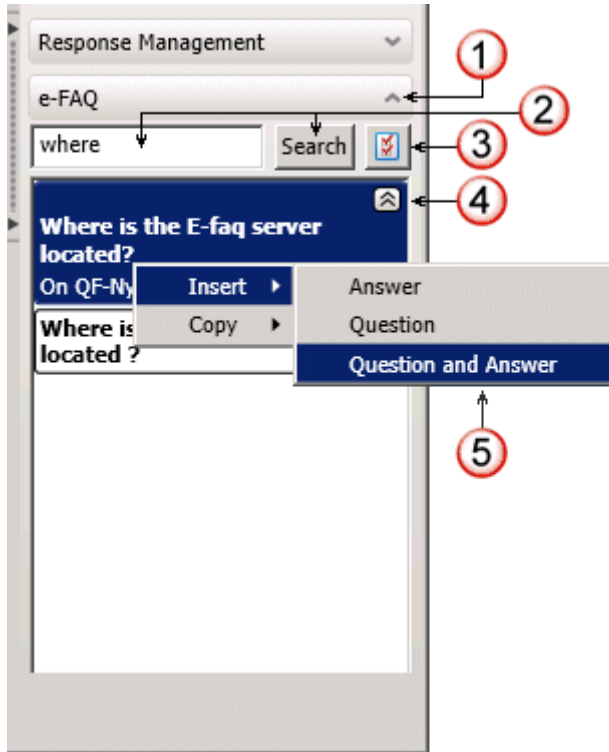 Response Management
1
e-FAQ
2
where
Search
3
4
Where is the E-faq server
located?
On QF-Ny
Insert
Answer
Where is
Copy
Question
located ?
Question and Answer
5